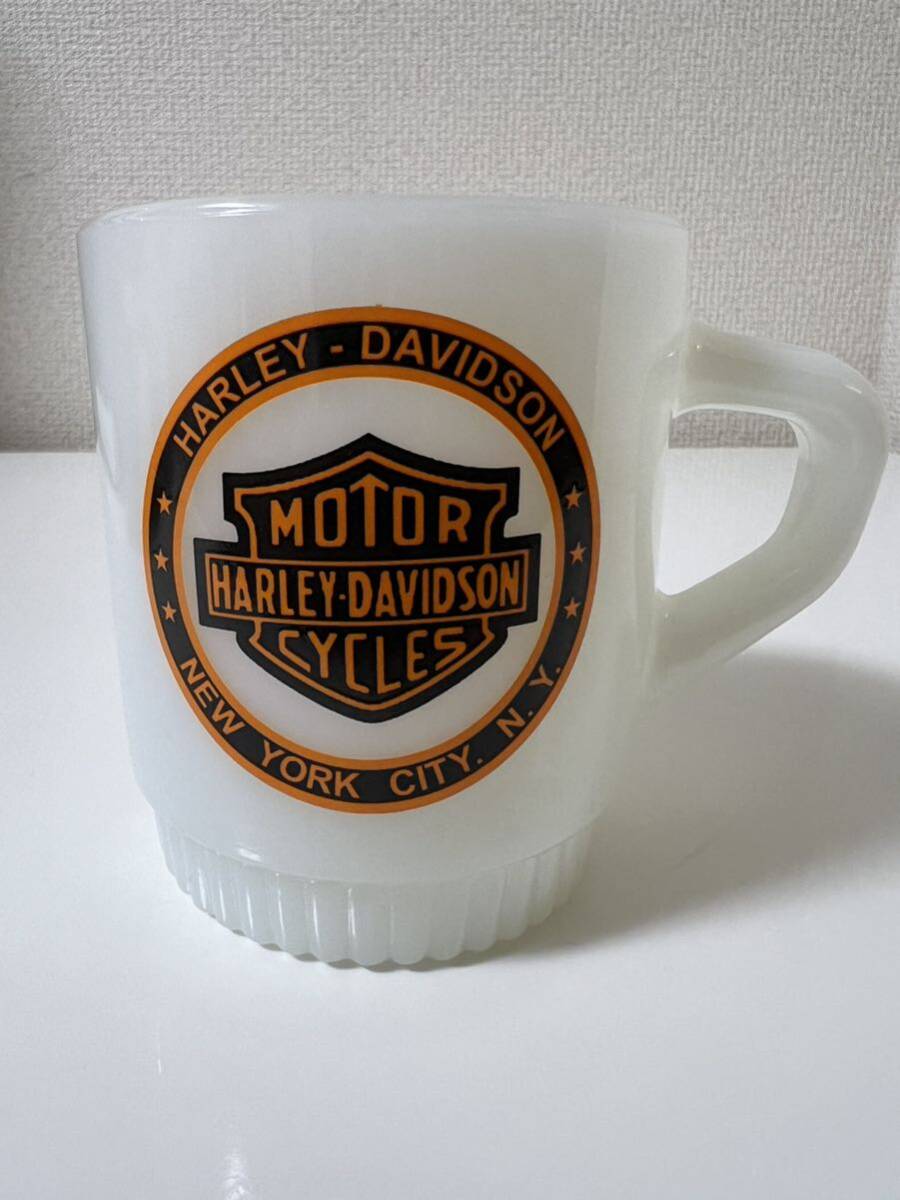 HARLEY - DAVIDSON
MOTOR
HARLEY-DAVIDSON
CYCLES
NEW YORK CITY. N.Y.